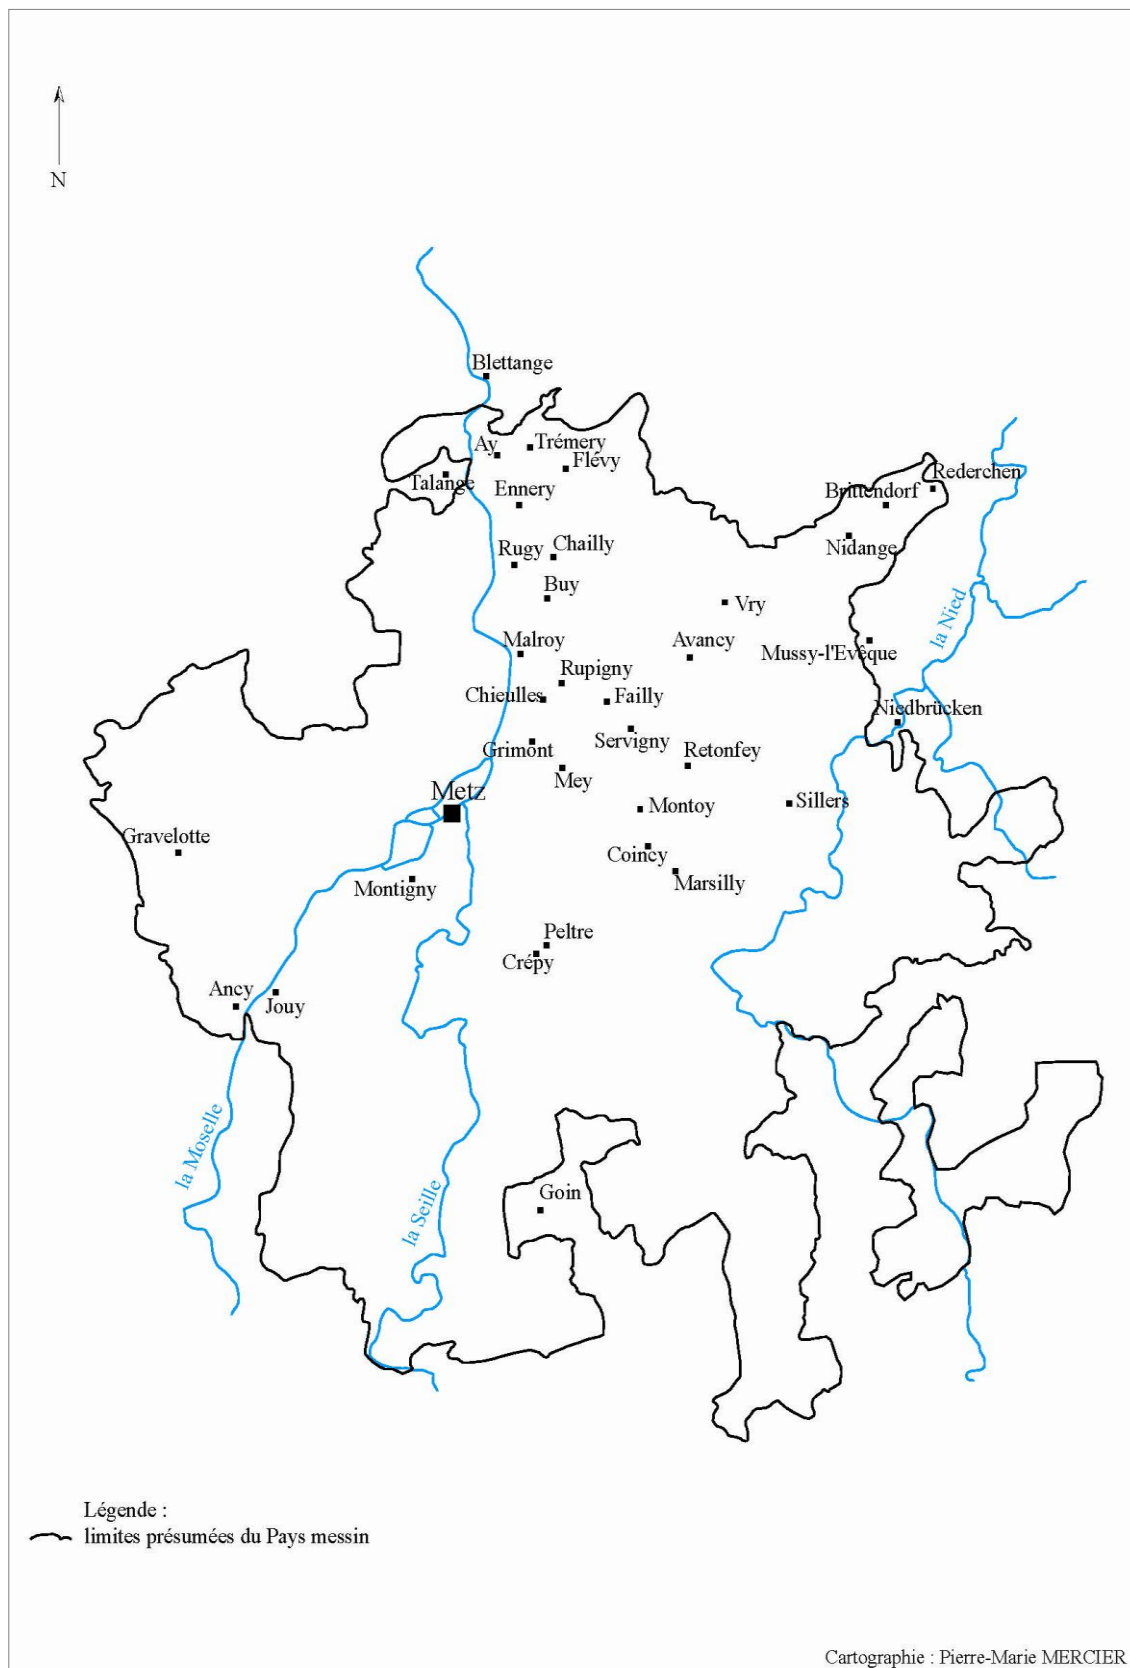 N
Blettange
Ay
Trémery
Flévy
Talange
Ennery
Rederchen
Brittendorf
Nidange
Rugy
Chailly
Buy
Vry
la Nied
Malroy
Avancy
Mussy-l'Evêque
Rupigny
Chieulles
Failly
Niedbrücken
Servigny
Grimont
Retonfey
Mey
Metz
Montoy
Sillers
Gravelotte
Coincy
Marsilly
Montigny
Peltre
Crépy
Ancy
Jouy
la Moselle
la Seille
Goin
Légende :
limites présumées du Pays messin
Cartographie : Pierre-Marie MERCIER